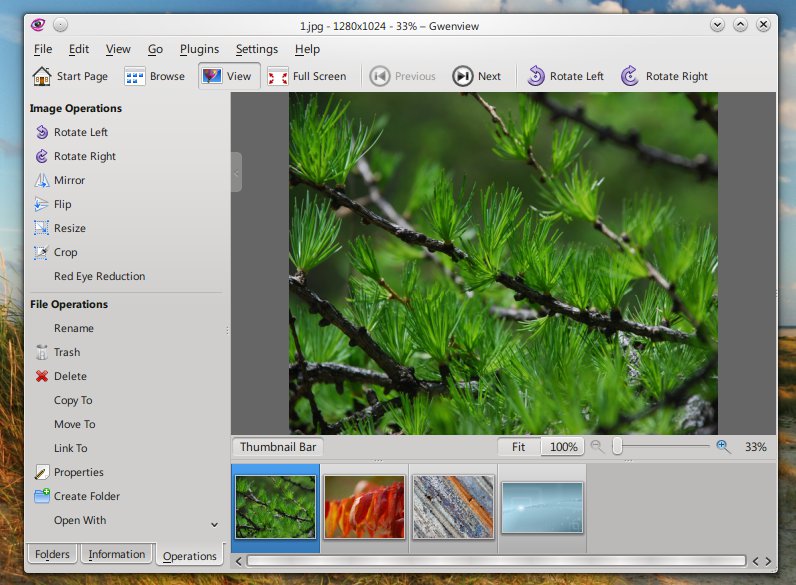 1.jpg - 1280x1024 - 33% – Gwenview
File Edit View Go Plugins Settings Help
Start Page Browse View Full Screen Previous Next Rotate Left Rotate Right
Image Operations
Rotate Left
Rotate Right
Mirror
Flip
Resize
Crop
Red Eye Reduction
File Operations
Rename
Trash
Delete
Copy To
Move To
Link To
Properties
Create Folder
Open With
Folders Information Operations
Thumbnail Bar Fit 100% 33%